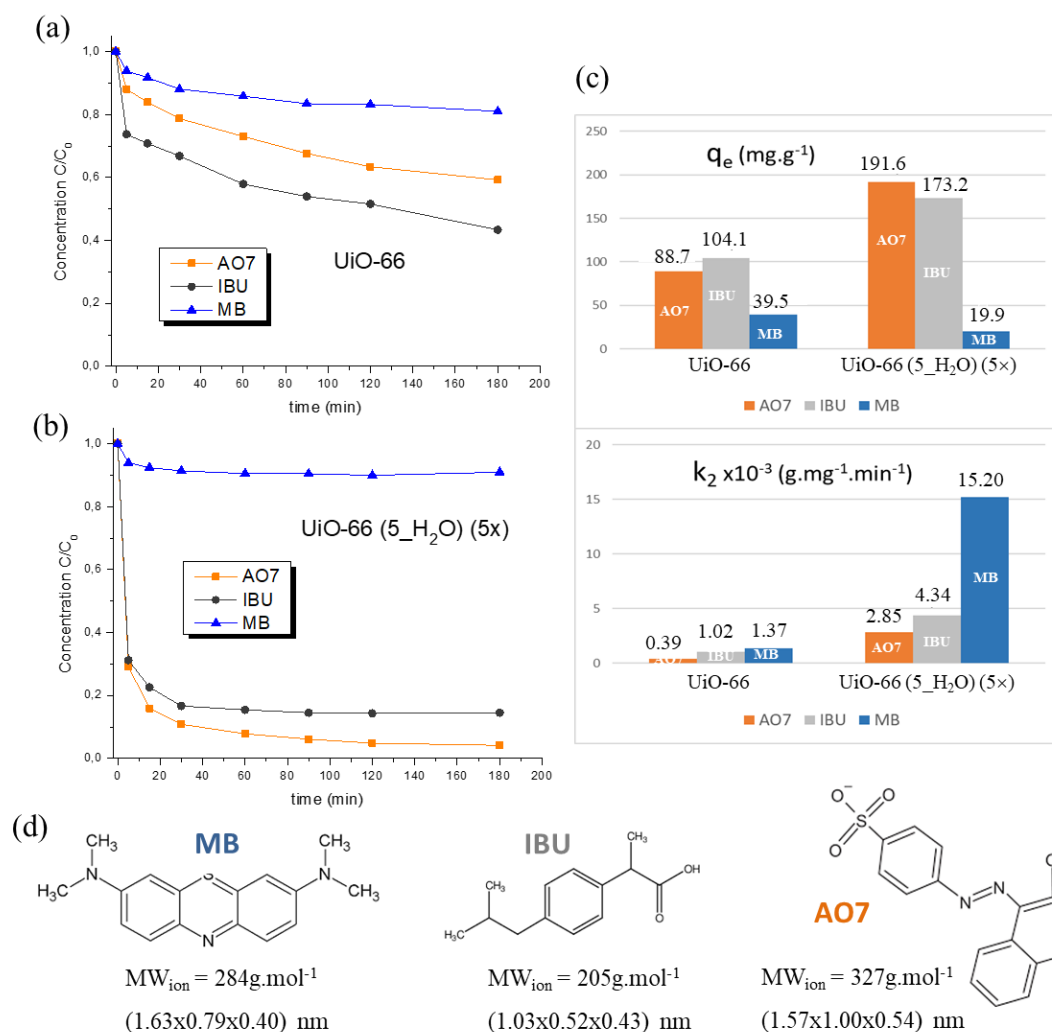 (a)
1,0
0,8
0,6
0,4
0,2
0,0
Concentration C/C₀
AO7
IBU
MB
UiO-66
0 20 40 60 80 100 120 140 160 180 200
time (min)
(b)
1,0
0,8
0,6
0,4
0,2
0,0
Concentration C/C₀
UiO-66 (5_H₂O) (5x)
AO7
IBU
MB
0 20 40 60 80 100 120 140 160 180 200
time (min)
(c)
250
200
150
100
50
0
qₑ (mg.g⁻¹)
88.7 104.1 39.5 191.6 173.2 19.9
AO7 IBU MB AO7 IBU MB
UiO-66 UiO-66 (5_H₂O) (5×)
AO7 IBU MB
20
15
10
5
0
k₂ x10⁻³ (g.mg⁻¹.min⁻¹)
0.39 1.02 1.37 2.85 4.34 15.20
AO7 IBU MB AO7 IBU MB
UiO-66 UiO-66 (5_H₂O) (5×)
AO7 IBU MB
(d)
MB
CH₃ CH₃
H₃C N S N CH₃
N
MWᵢₒₙ = 284g.mol⁻¹
(1.63x0.79x0.40) nm
IBU
CH₃
OH
CH₃
O
H₃C
MWᵢₒₙ = 205g.mol⁻¹
(1.03x0.52x0.43) nm
O⁻ O
S
O
N N
AO7
MWᵢₒₙ = 327g.mol⁻¹
(1.57x1.00x0.54) nm